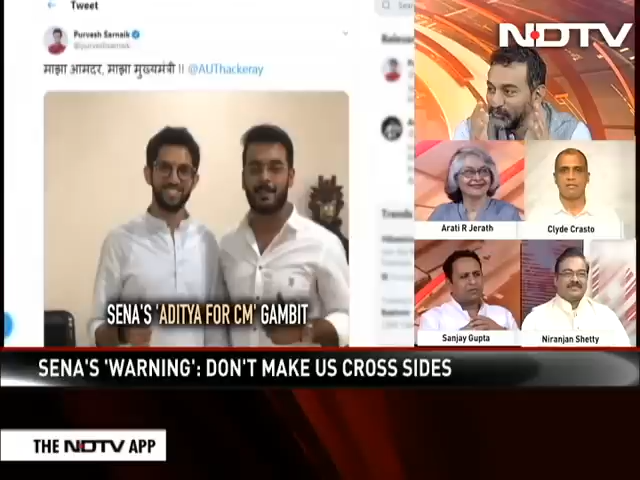 Tweet
NDTV
Purvesh Sarnaik
माझा आमदर, माझा मुख्यमंत्री !! @AUThackeray
Arati R Jerath
Clyde Crasto
Sanjay Gupta
Niranjan Shetty
SENA'S 'ADITYA FOR CM' GAMBIT
SENA'S 'WARNING': DON'T MAKE US CROSS SIDES
THE NDTV APP